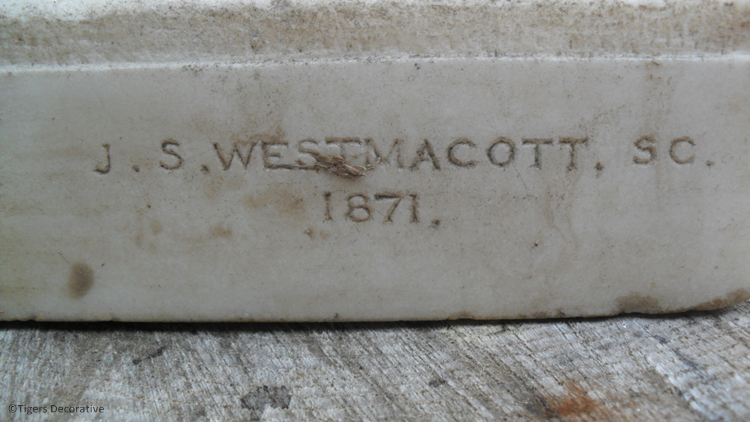 J. S. WESTMACOTT. SC.
1871.
©Tigers Decorative